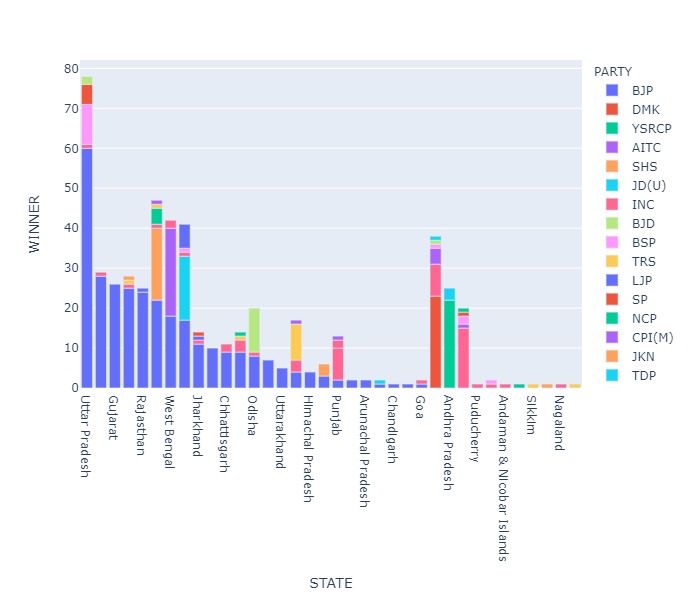 80
70
60
50
40
30
20
10
0
WINNER
Uttar Pradesh
Gujarat
Rajasthan
West Bengal
Jharkhand
Chhattisgarh
Odisha
Uttarakhand
Himachal Pradesh
Punjab
Arunachal Pradesh
Chandigarh
Goa
Andhra Pradesh
Puducherry
Andaman & Nicobar Islands
Sikkim
Nagaland
STATE
PARTY
BJP
DMK
YSRCP
AITC
SHS
JD(U)
INC
BJD
BSP
TRS
LJP
SP
NCP
CPI(M)
JKN
TDP